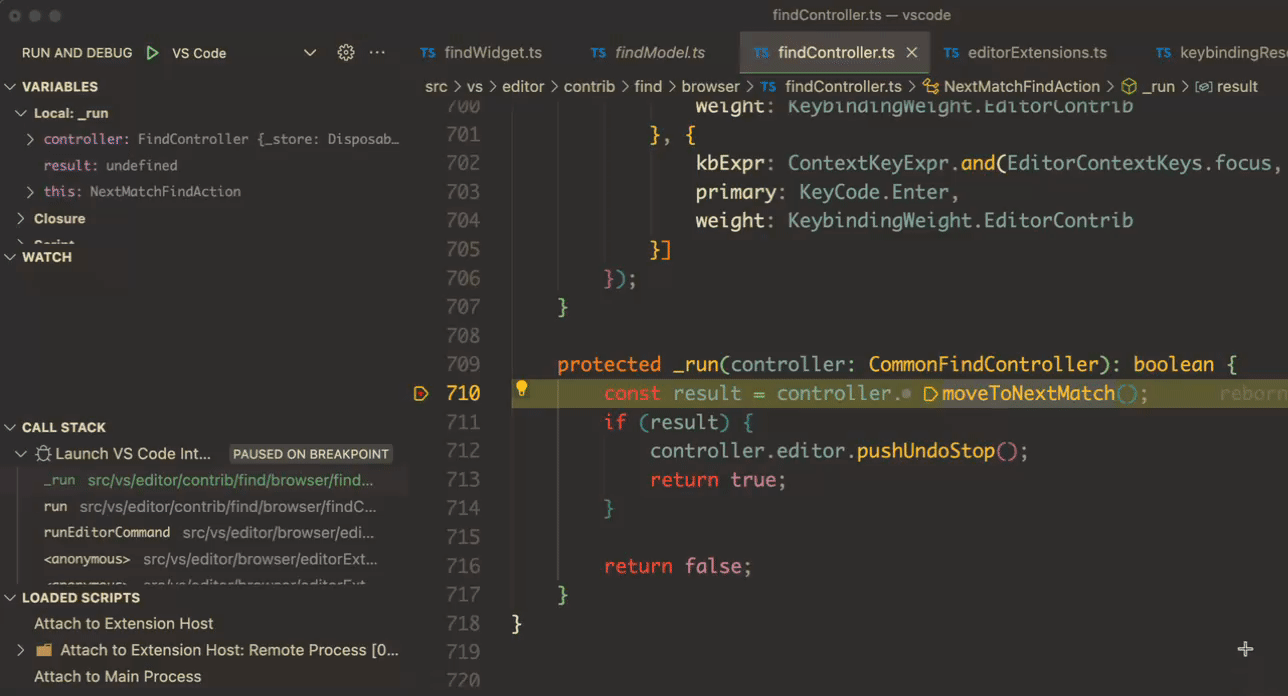 findController.ts — vscode
RUN AND DEBUG VS Code
TS findWidget.ts TS findModel.ts TS findController.ts TS editorExtensions.ts TS keybindingRes
src > vs > editor > contrib > find > browser > TS findController.ts > NextMatchFindAction > _run > result
VARIABLES
Local: _run
controller: FindController {_store: Disposab…
result: undefined
this: NextMatchFindAction
Closure
Script
WATCH
CALL STACK
Launch VS Code Int... PAUSED ON BREAKPOINT
_run src/vs/editor/contrib/find/browser/find...
run src/vs/editor/contrib/find/browser/findC...
runEditorCommand src/vs/editor/browser/edi...
<anonymous> src/vs/editor/browser/editorExt...
<anonymous> src/vs/editor/browser/editorExt
LOADED SCRIPTS
Attach to Extension Host
Attach to Extension Host: Remote Process [0...
Attach to Main Process
700 weight: KeybindingWeight.EditorContrib
701 }, {
702 kbExpr: ContextKeyExpr.and(EditorContextKeys.focus,
703 primary: KeyCode.Enter,
704 weight: KeybindingWeight.EditorContrib
705 }]
706 });
707 }
708
709 protected _run(controller: CommonFindController): boolean {
710 const result = controller.moveToNextMatch(); reborn
711 if (result) {
712 controller.editor.pushUndoStop();
713 return true;
714 }
715
716 return false;
717 }
718 }
719
720